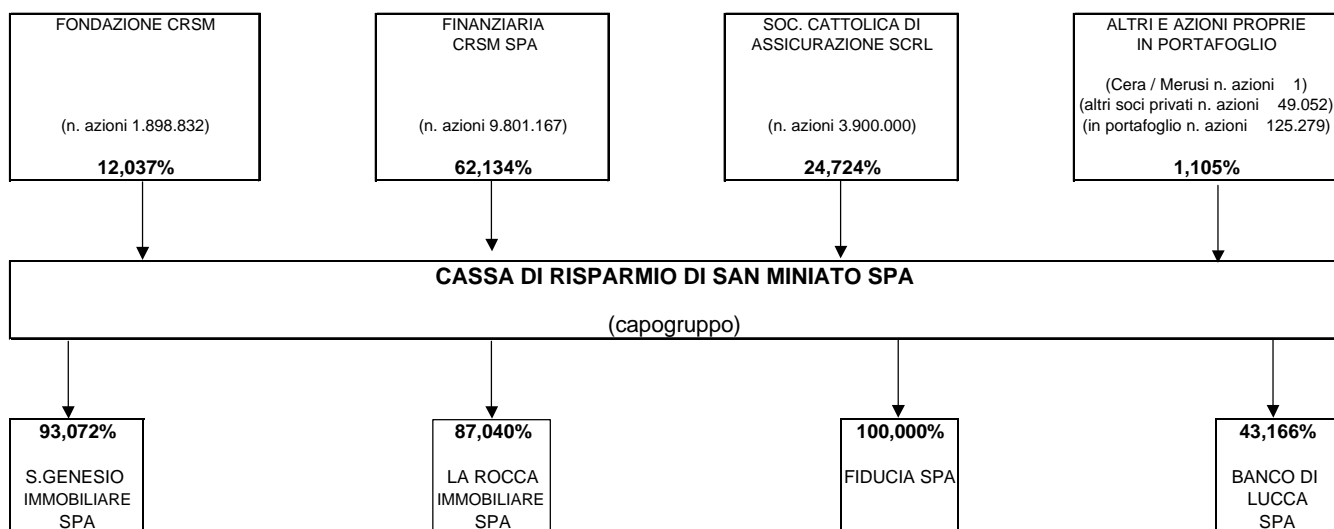 FONDAZIONE CRSM
(n. azioni 1.898.832)
12,037%
FINANZIARIA
CRSM SPA
(n. azioni 9.801.167)
62,134%
SOC. CATTOLICA DI
ASSICURAZIONE SCRL
(n. azioni 3.900.000)
24,724%
ALTRI E AZIONI PROPRIE
IN PORTAFOGLIO
(Cera / Merusi n. azioni 1)
(altri soci privati n. azioni 49.052)
(in portafoglio n. azioni 125.279)
1,105%
CASSA DI RISPARMIO DI SAN MINIATO SPA
(capogruppo)
93,072%
S.GENESIO
IMMOBILIARE
SPA
87,040%
LA ROCCA
IMMOBILIARE
SPA
100,000%
FIDUCIA SPA
43,166%
BANCO DI
LUCCA
SPA